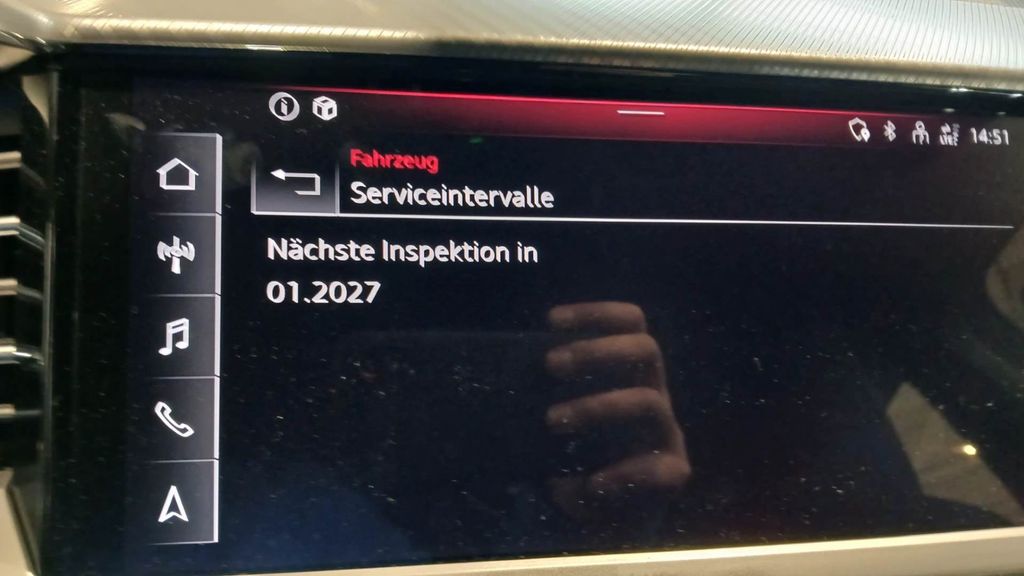 14:51
Fahrzeug
Serviceintervalle
Nächste Inspektion in
01.2027